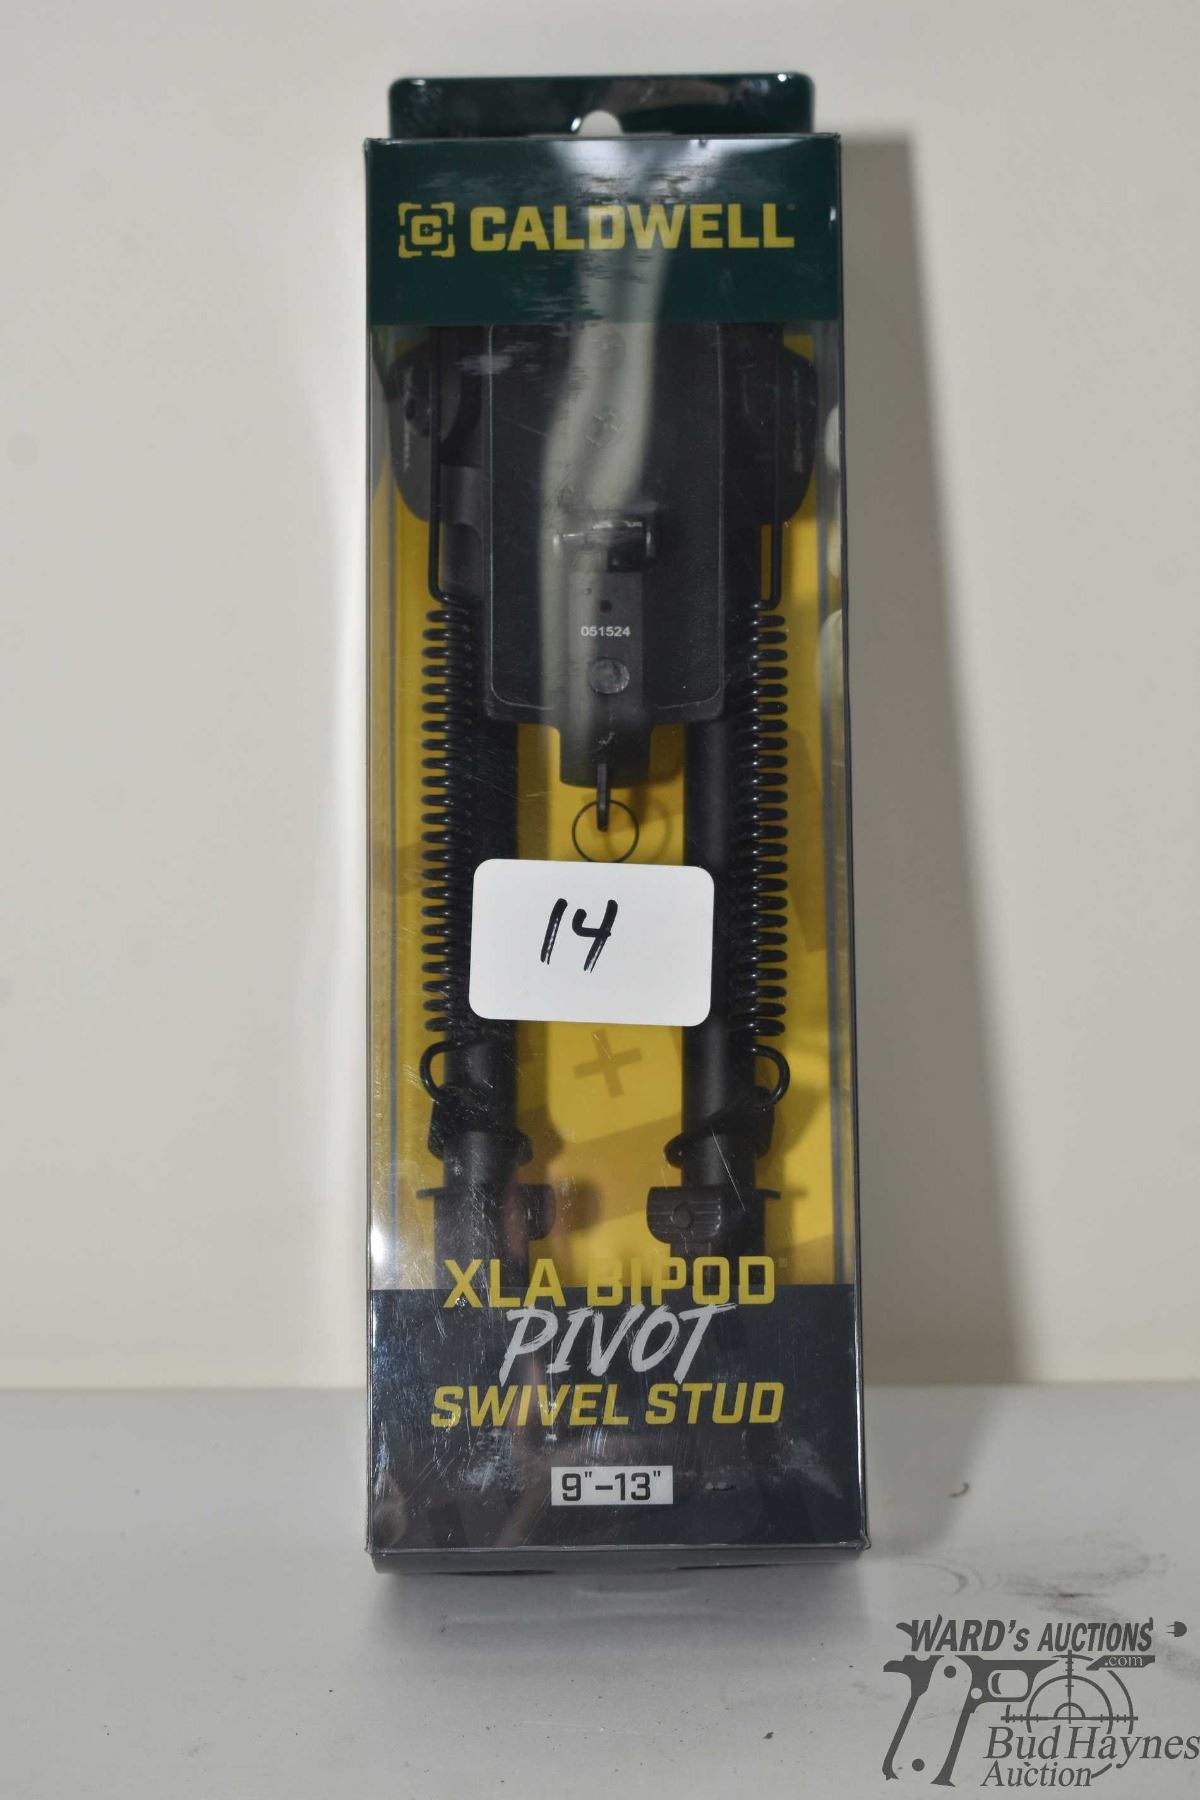 CALDWELL
051524
14
XLA BIPOD
PIVOT
SWIVEL STUD
9"-13"
WARD's AUCTIONS
.com
Bud Haynes
Auction